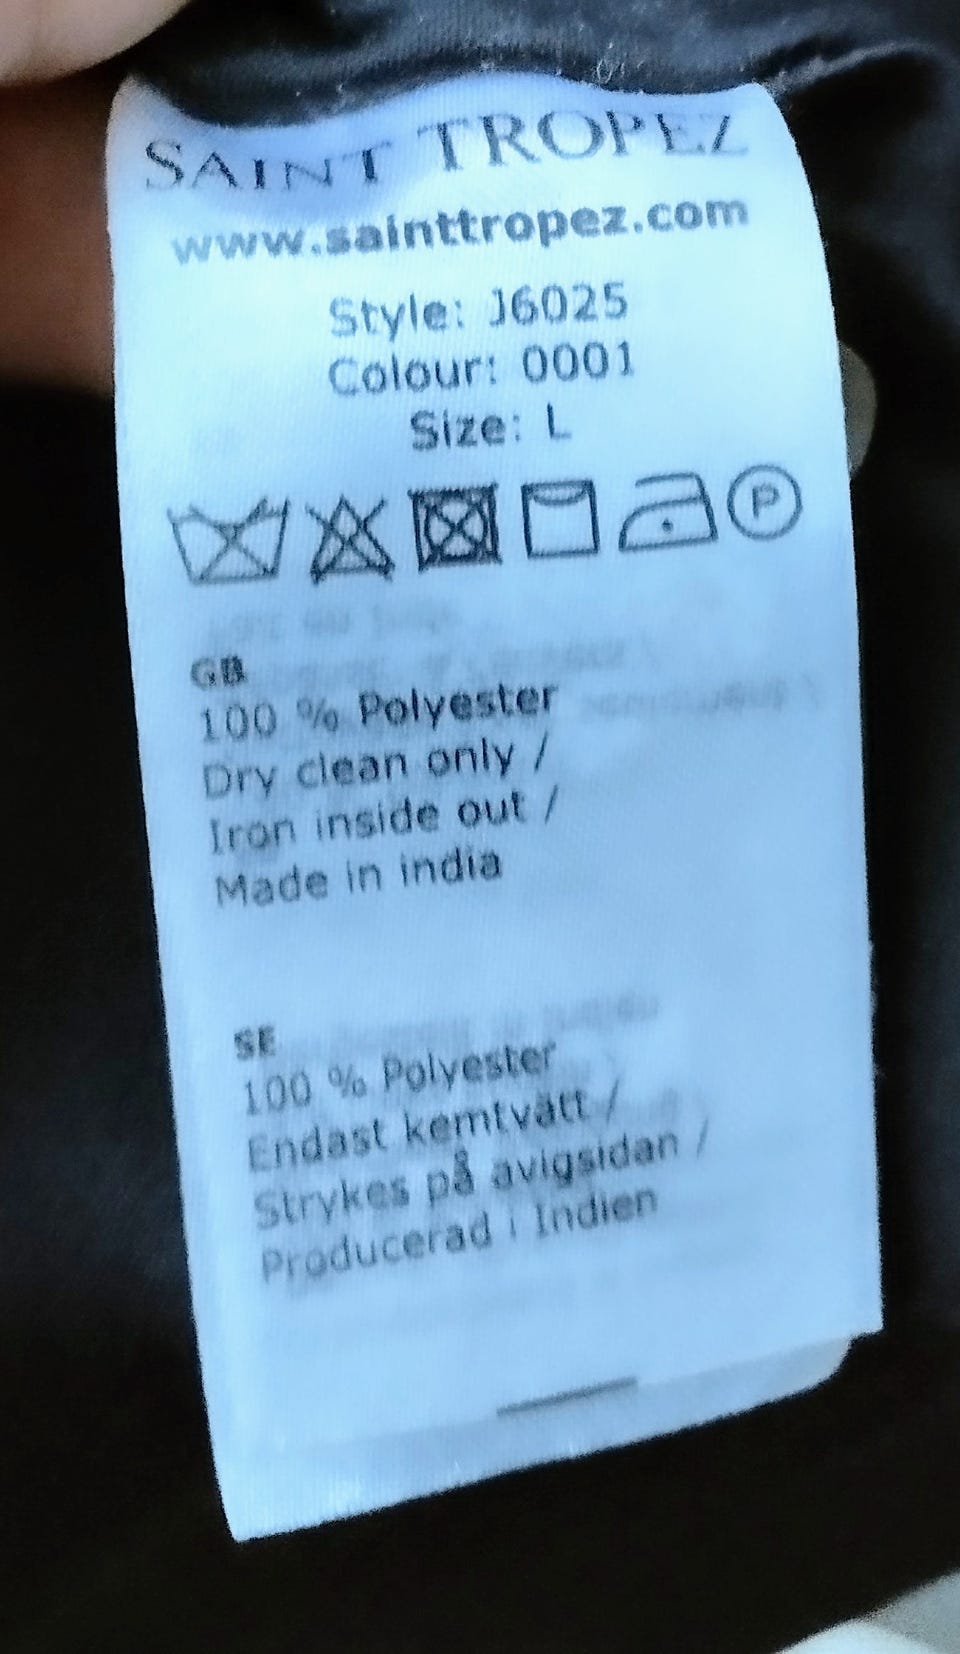 SAINT TROPEZ
www.sainttropez.com
Style: J6025
Colour: 0001
Size: L
P
GB
100 % Polyester
Dry clean only /
Iron inside out /
Made in india
SE
100 % Polyester
Endast kemtvätt /
Strykes på avigsidan /
Producerad i Indien